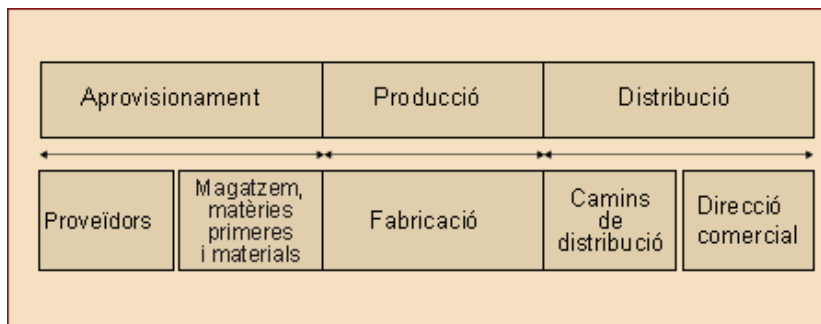 Aprovisionament
Producció
Distribució
Proveïdors
Magatzem,
matèries
primeres
i materials
Fabricació
Camins
de
distribució
Direcció
comercial